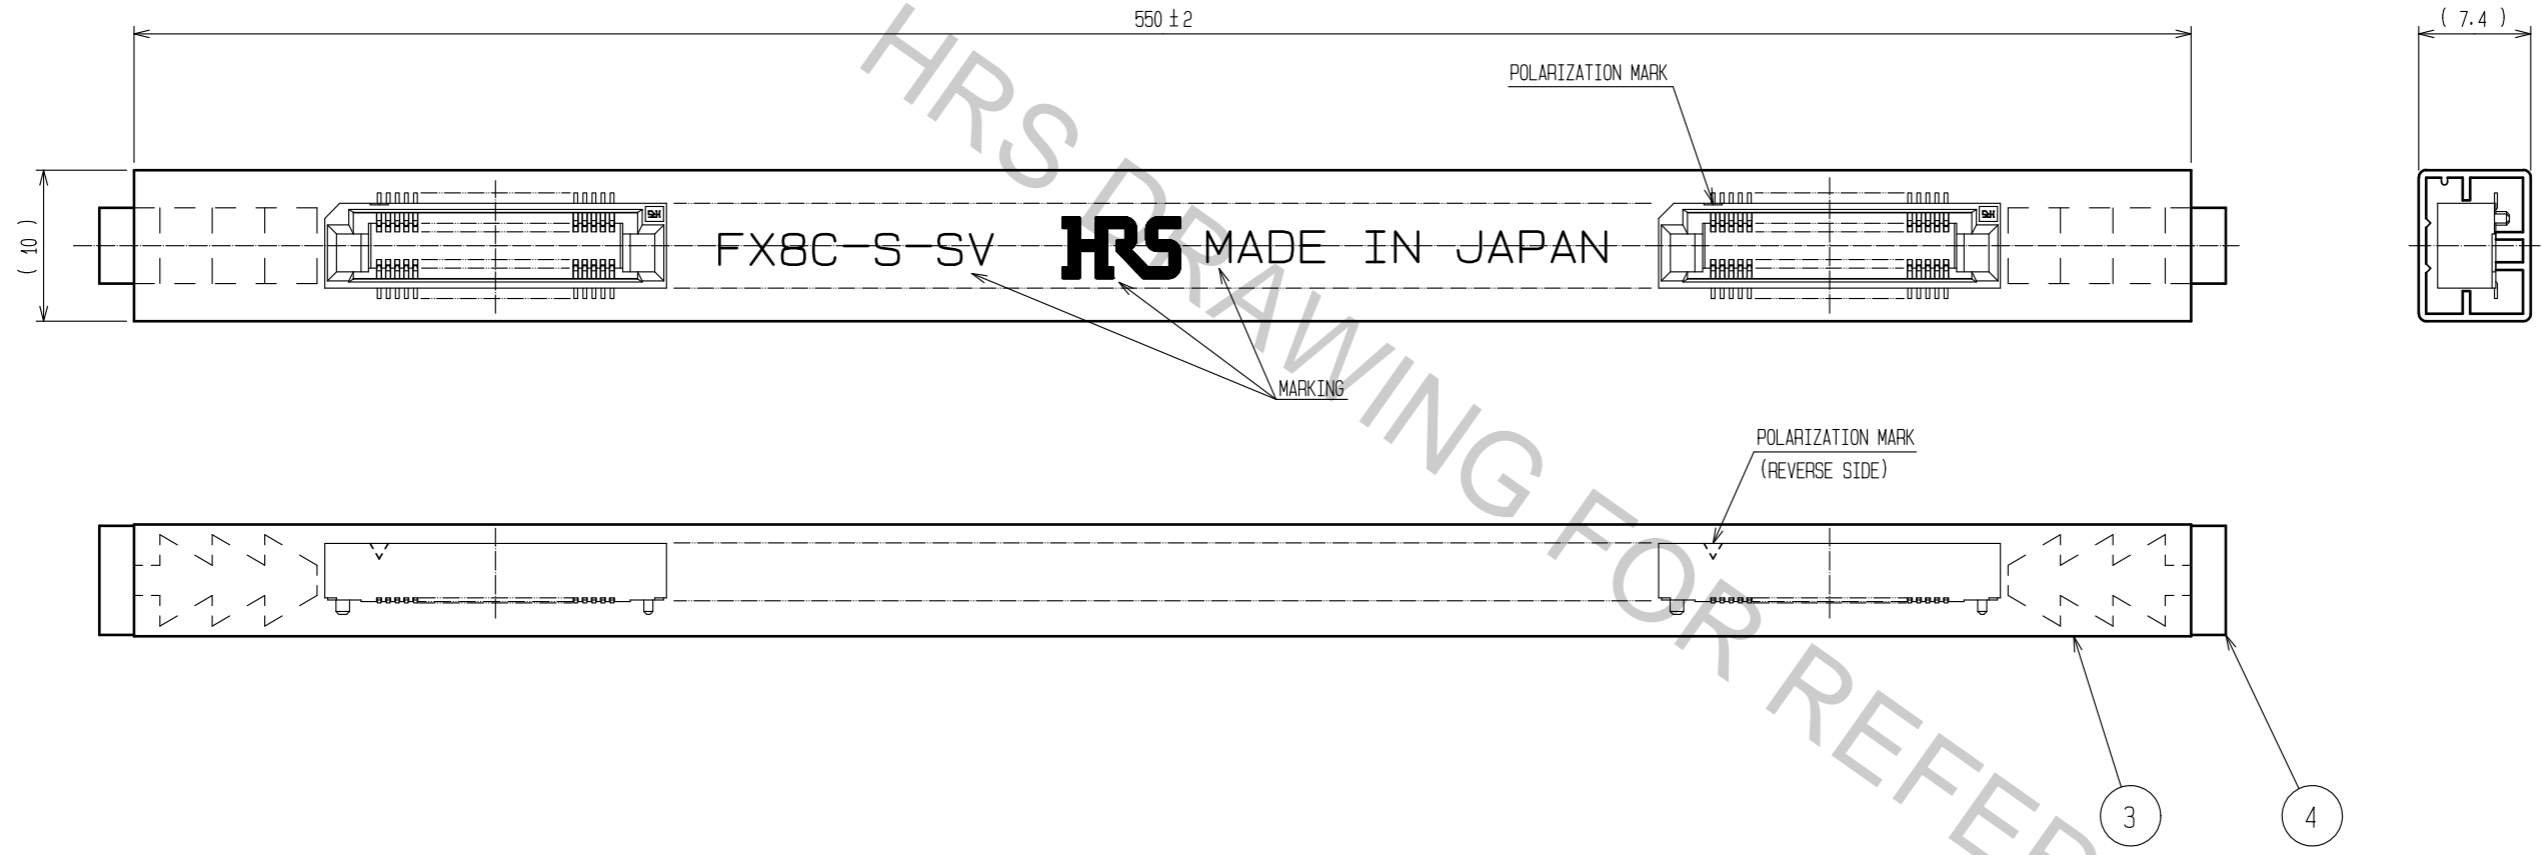 550 ±2
( 7.4 )
POLARIZATION MARK
( 10 )
FX8C-S-SV HRS MADE IN JAPAN
MARKING
POLARIZATION MARK
(REVERSE SIDE)
3
4
HRS DRAWING FOR REFER